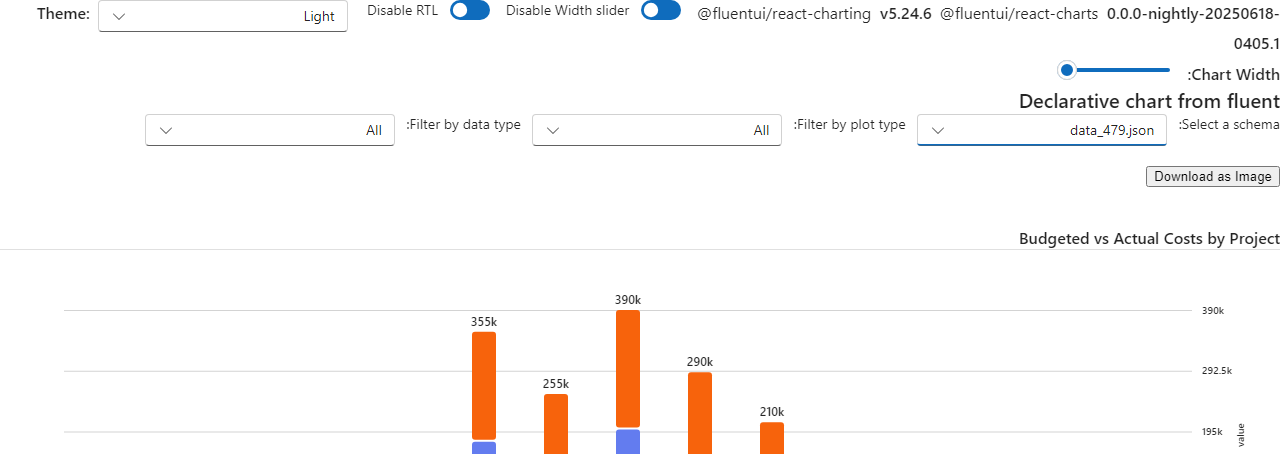 Theme:
Light
Disable RTL
Disable Width slider
@fluentui/react-charting v5.24.6 @fluentui/react-charts 0.0.0-nightly-20250618-
0405.1
:Chart Width
Declarative chart from fluent
:Select a schema
data_479.json
:Filter by plot type
All
:Filter by data type
All
Download as Image
Budgeted vs Actual Costs by Project
390k
355k
390k
292.5k
290k
255k
210k
195k
value